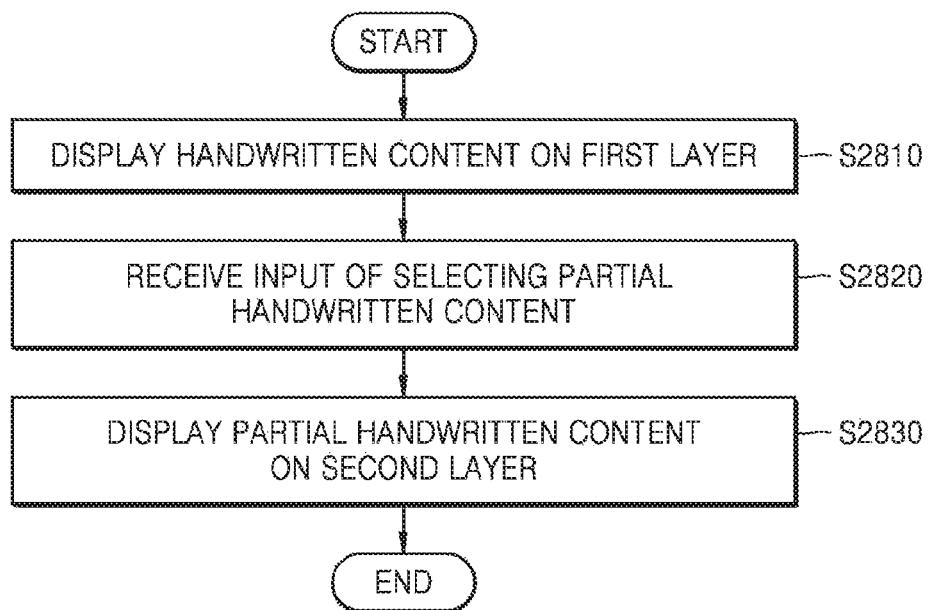 START
DISPLAY HANDWRITTEN CONTENT ON FIRST LAYER
S2810
RECEIVE INPUT OF SELECTING PARTIAL
HANDWRITTEN CONTENT
S2820
DISPLAY PARTIAL HANDWRITTEN CONTENT
ON SECOND LAYER
S2830
END